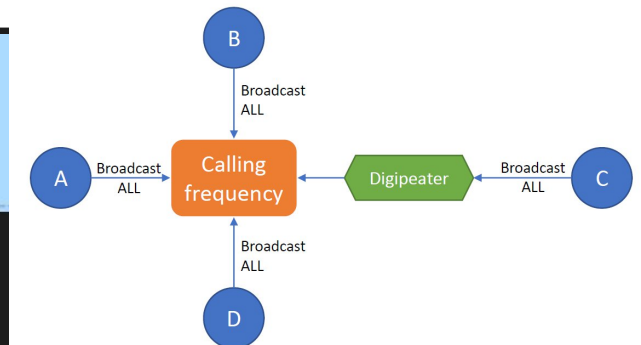 B
Broadcast
ALL
A
Broadcast
ALL
Calling
frequency
Digipeater
Broadcast
ALL
C
Broadcast
ALL
D